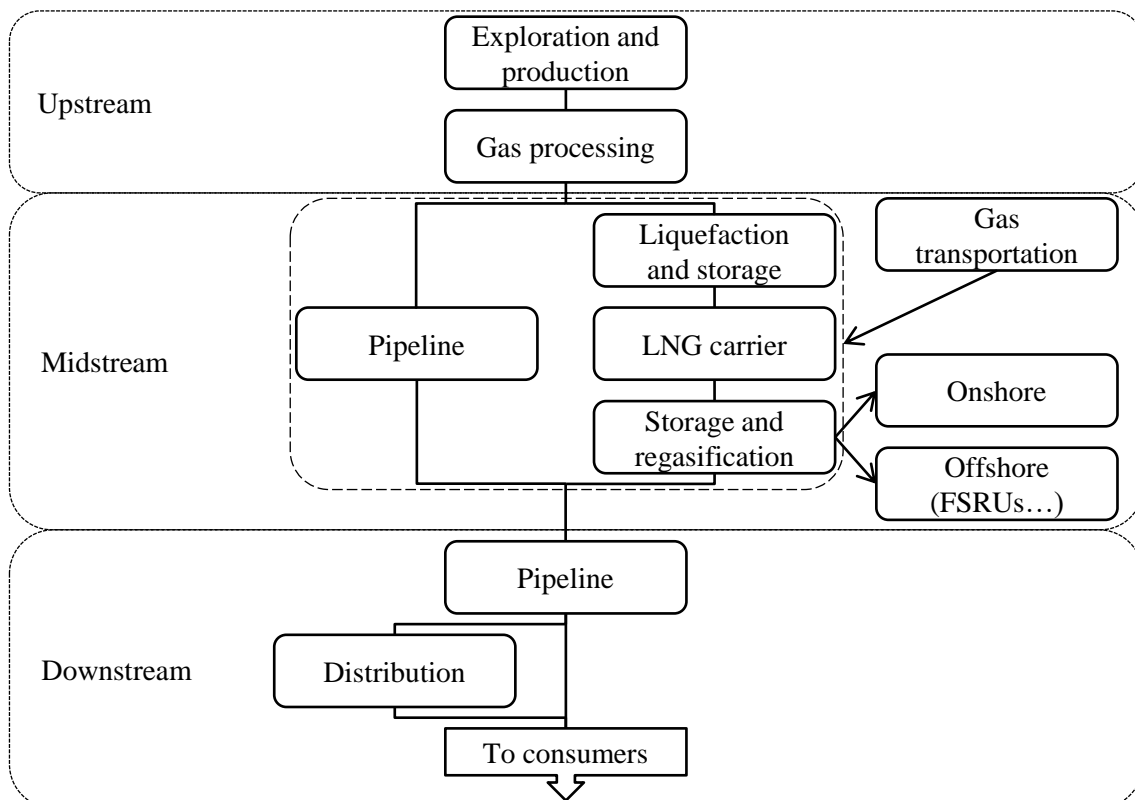 Exploration and
production
Upstream
Gas processing
Liquefaction
and storage
Gas
transportation
Pipeline
LNG carrier
Midstream
Onshore
Storage and
regasification
Offshore
(FSRUs…)
Pipeline
Downstream
Distribution
To consumers